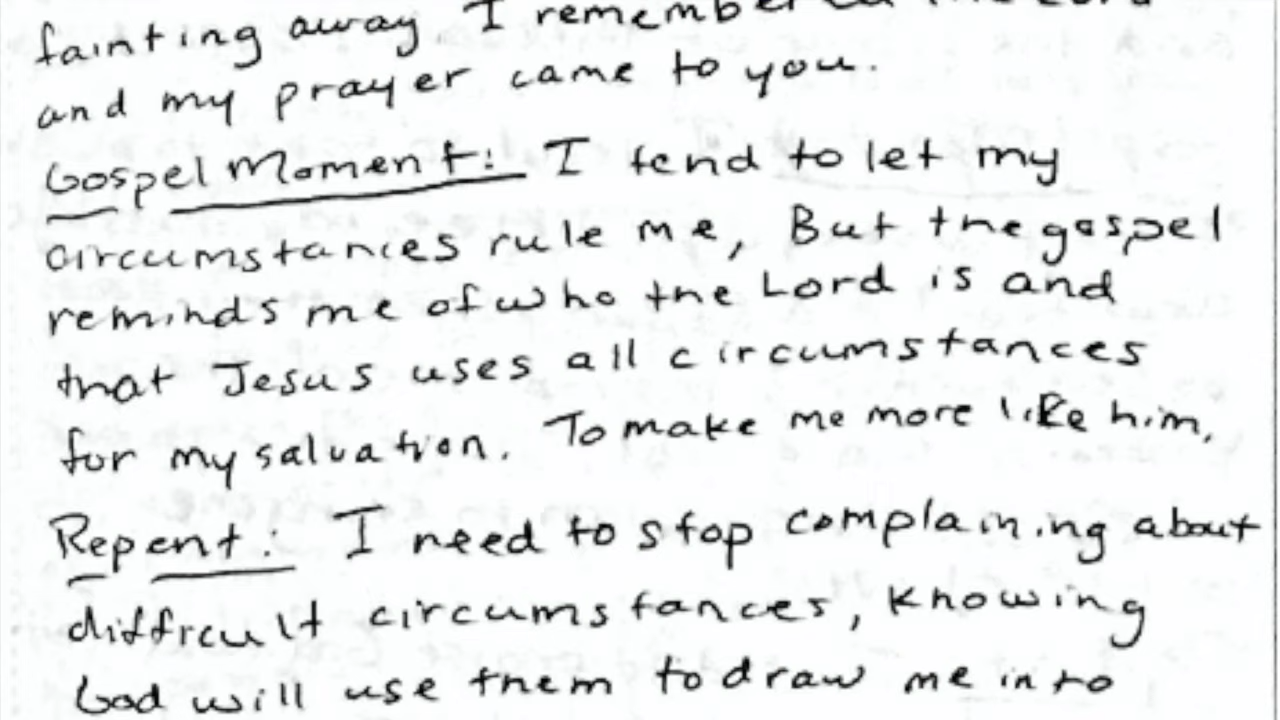 fainting away I remembered the Lord
and my prayer came to you.
Gospel Moment: I tend to let my
circumstances rule me, But the gospel
reminds me of who the Lord is and
that Jesus uses all circumstances
for my salvation. To make me more like him.
Repent: I need to stop complaining about
difficult circumstances, knowing
God will use them to draw me into